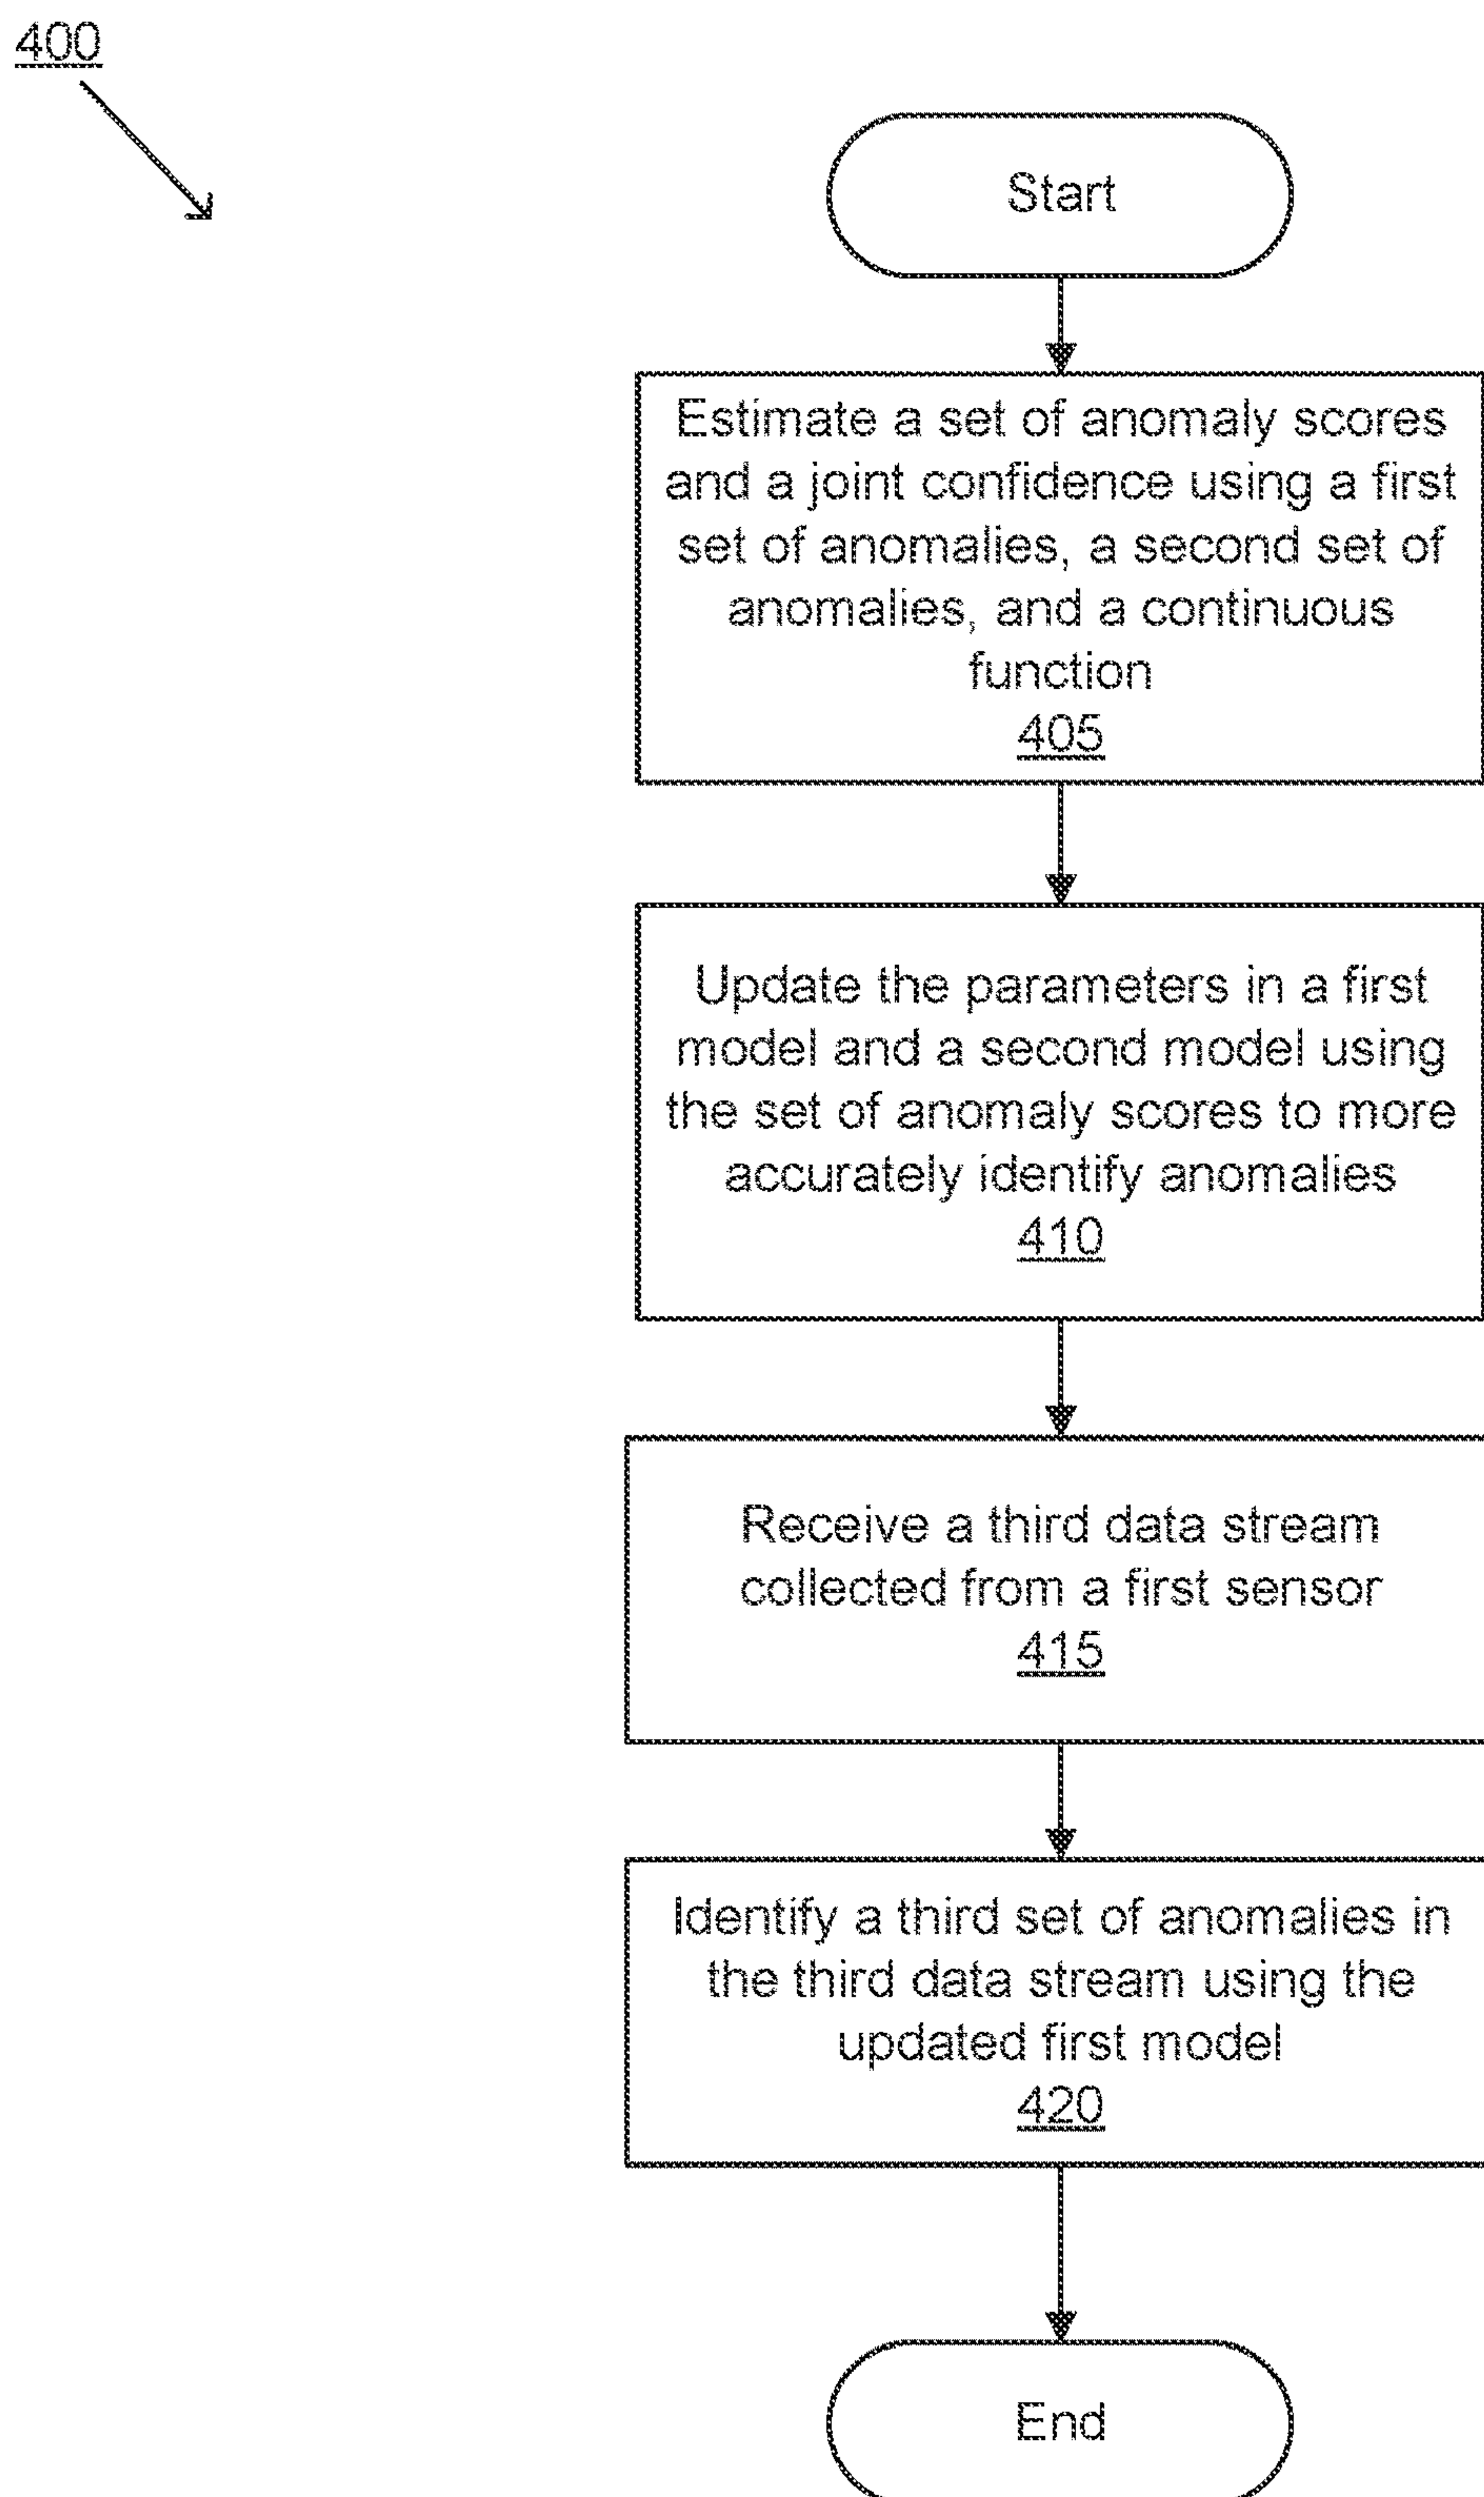 400
Start
Estimate a set of anomaly scores
and a joint confidence using a first
set of anomalies, a second set of
anomalies, and a continuous
function
405
Update the parameters in a first
model and a second model using
the set of anomaly scores to more
accurately identify anomalies
410
Receive a third data stream
collected from a first sensor
415
Identify a third set of anomalies in
the third data stream using the
updated first model
420
End